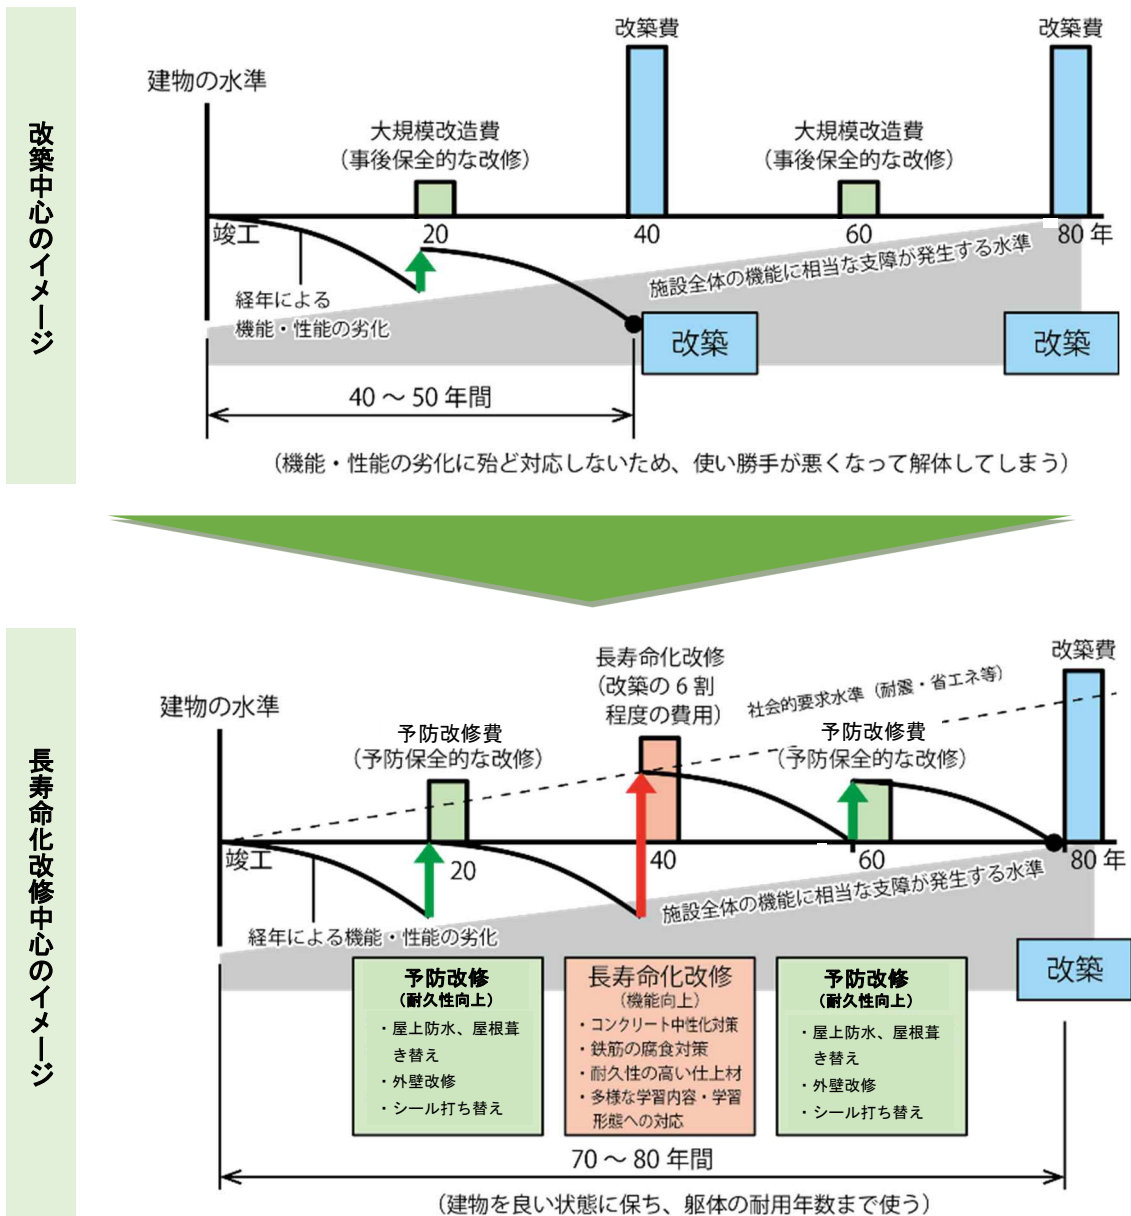 改築中心のイメージ
改築費
改築費
建物の水準
大規模改造費
（事後保全的な改修）
大規模改造費
（事後保全的な改修）
竣工
20
40
60
80 年
経年による
機能・性能の劣化
施設全体の機能に相当な支障が発生する水準
改築
改築
40 ～ 50 年間
（機能・性能の劣化に殆ど対応しないため、使い勝手が悪くなって解体してしまう）
長寿命化改修中心のイメージ
長寿命化改修
（改築の 6 割
程度の費用）
改築費
社会的要求水準（耐震・省エネ等）
建物の水準
予防改修費
（予防保全的な改修）
予防改修費
（予防保全的な改修）
竣工
20
40
60
80 年
経年による機能・性能の劣化
施設全体の機能に相当な支障が発生する水準
予防改修
（耐久性向上）
・屋上防水、屋根葺
き替え
・外壁改修
・シール打ち替え
長寿命化改修
（機能向上）
・コンクリート中性化対策
・鉄筋の腐食対策
・耐久性の高い仕上材
・多様な学習内容・学習
形態への対応
予防改修
（耐久性向上）
・屋上防水、屋根葺
き替え
・外壁改修
・シール打ち替え
改築
70 ～ 80 年間
（建物を良い状態に保ち、躯体の耐用年数まで使う）